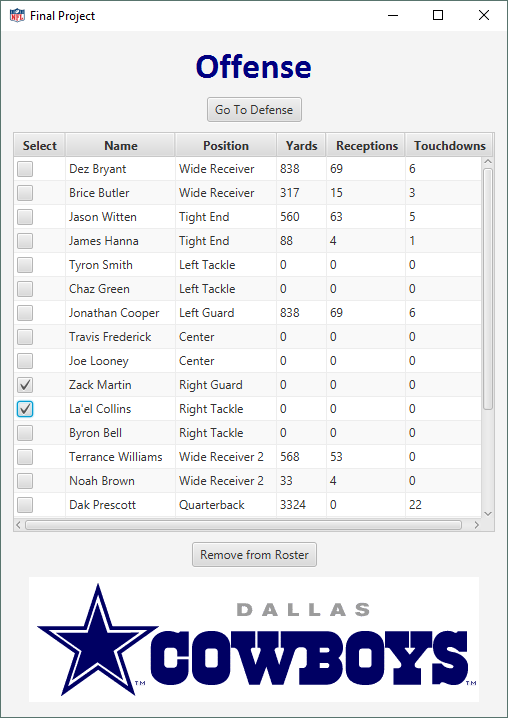 NFL Final Project
Offense
Go To Defense
Select Name Position Yards Receptions Touchdowns
Dez Bryant Wide Receiver 838 69 6
Brice Butler Wide Receiver 317 15 3
Jason Witten Tight End 560 63 5
James Hanna Tight End 88 4 1
Tyron Smith Left Tackle 0 0 0
Chaz Green Left Tackle 0 0 0
Jonathan Cooper Left Guard 838 69 6
Travis Frederick Center 0 0 0
Joe Looney Center 0 0 0
Zack Martin Right Guard 0 0 0
La'el Collins Right Tackle 0 0 0
Byron Bell Right Tackle 0 0 0
Terrance Williams Wide Receiver 2 568 53 0
Noah Brown Wide Receiver 2 33 4 0
Dak Prescott Quarterback 3324 0 22
Remove from Roster
DALLAS
TM COWBOYS TM